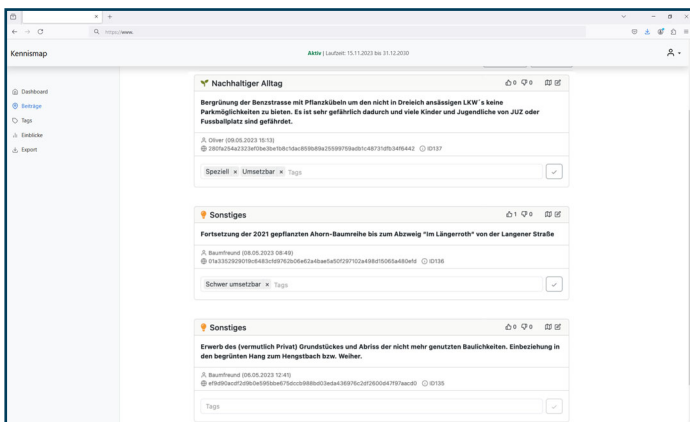 https://www.
Kennismap
Aktiv | Laufzeit: 15.11.2023 bis 31.12.2030
Dashboard
Beiträge
Tags
Einblicke
Export
Nachhaltiger Alltag 0 0
Bergrünung der Benzstrasse mit Pflanzkübeln um den nicht in Dreieich ansässigen LKW´s keine
Parkmöglichkeiten zu bieten. Es ist sehr gefährlich dadurch und viele Kinder und Jugendliche von JUZ oder
Fussballplatz sind gefährdet.
Oliver (09.05.2023 15:13)
ID137
Speziell × Umsetzbar × Tags
Sonstiges 1 0
Fortsetzung der 2021 gepflanzten Ahorn-Baumreihe bis zum Abzweig "Im Längerroth" von der Langener Straße
Baumfreund (08.05.2023 08:49)
ID136
Schwer umsetzbar × Tags
Sonstiges 0 0
Erwerb des (vermutlich Privat) Grundstückes und Abriss der nicht mehr genutzten Baulichkeiten. Einbeziehung in
den begrünten Hang zum Hengstbach bzw. Weiher.
Baumfreund (06.05.2023 12:41)
ID135
Tags